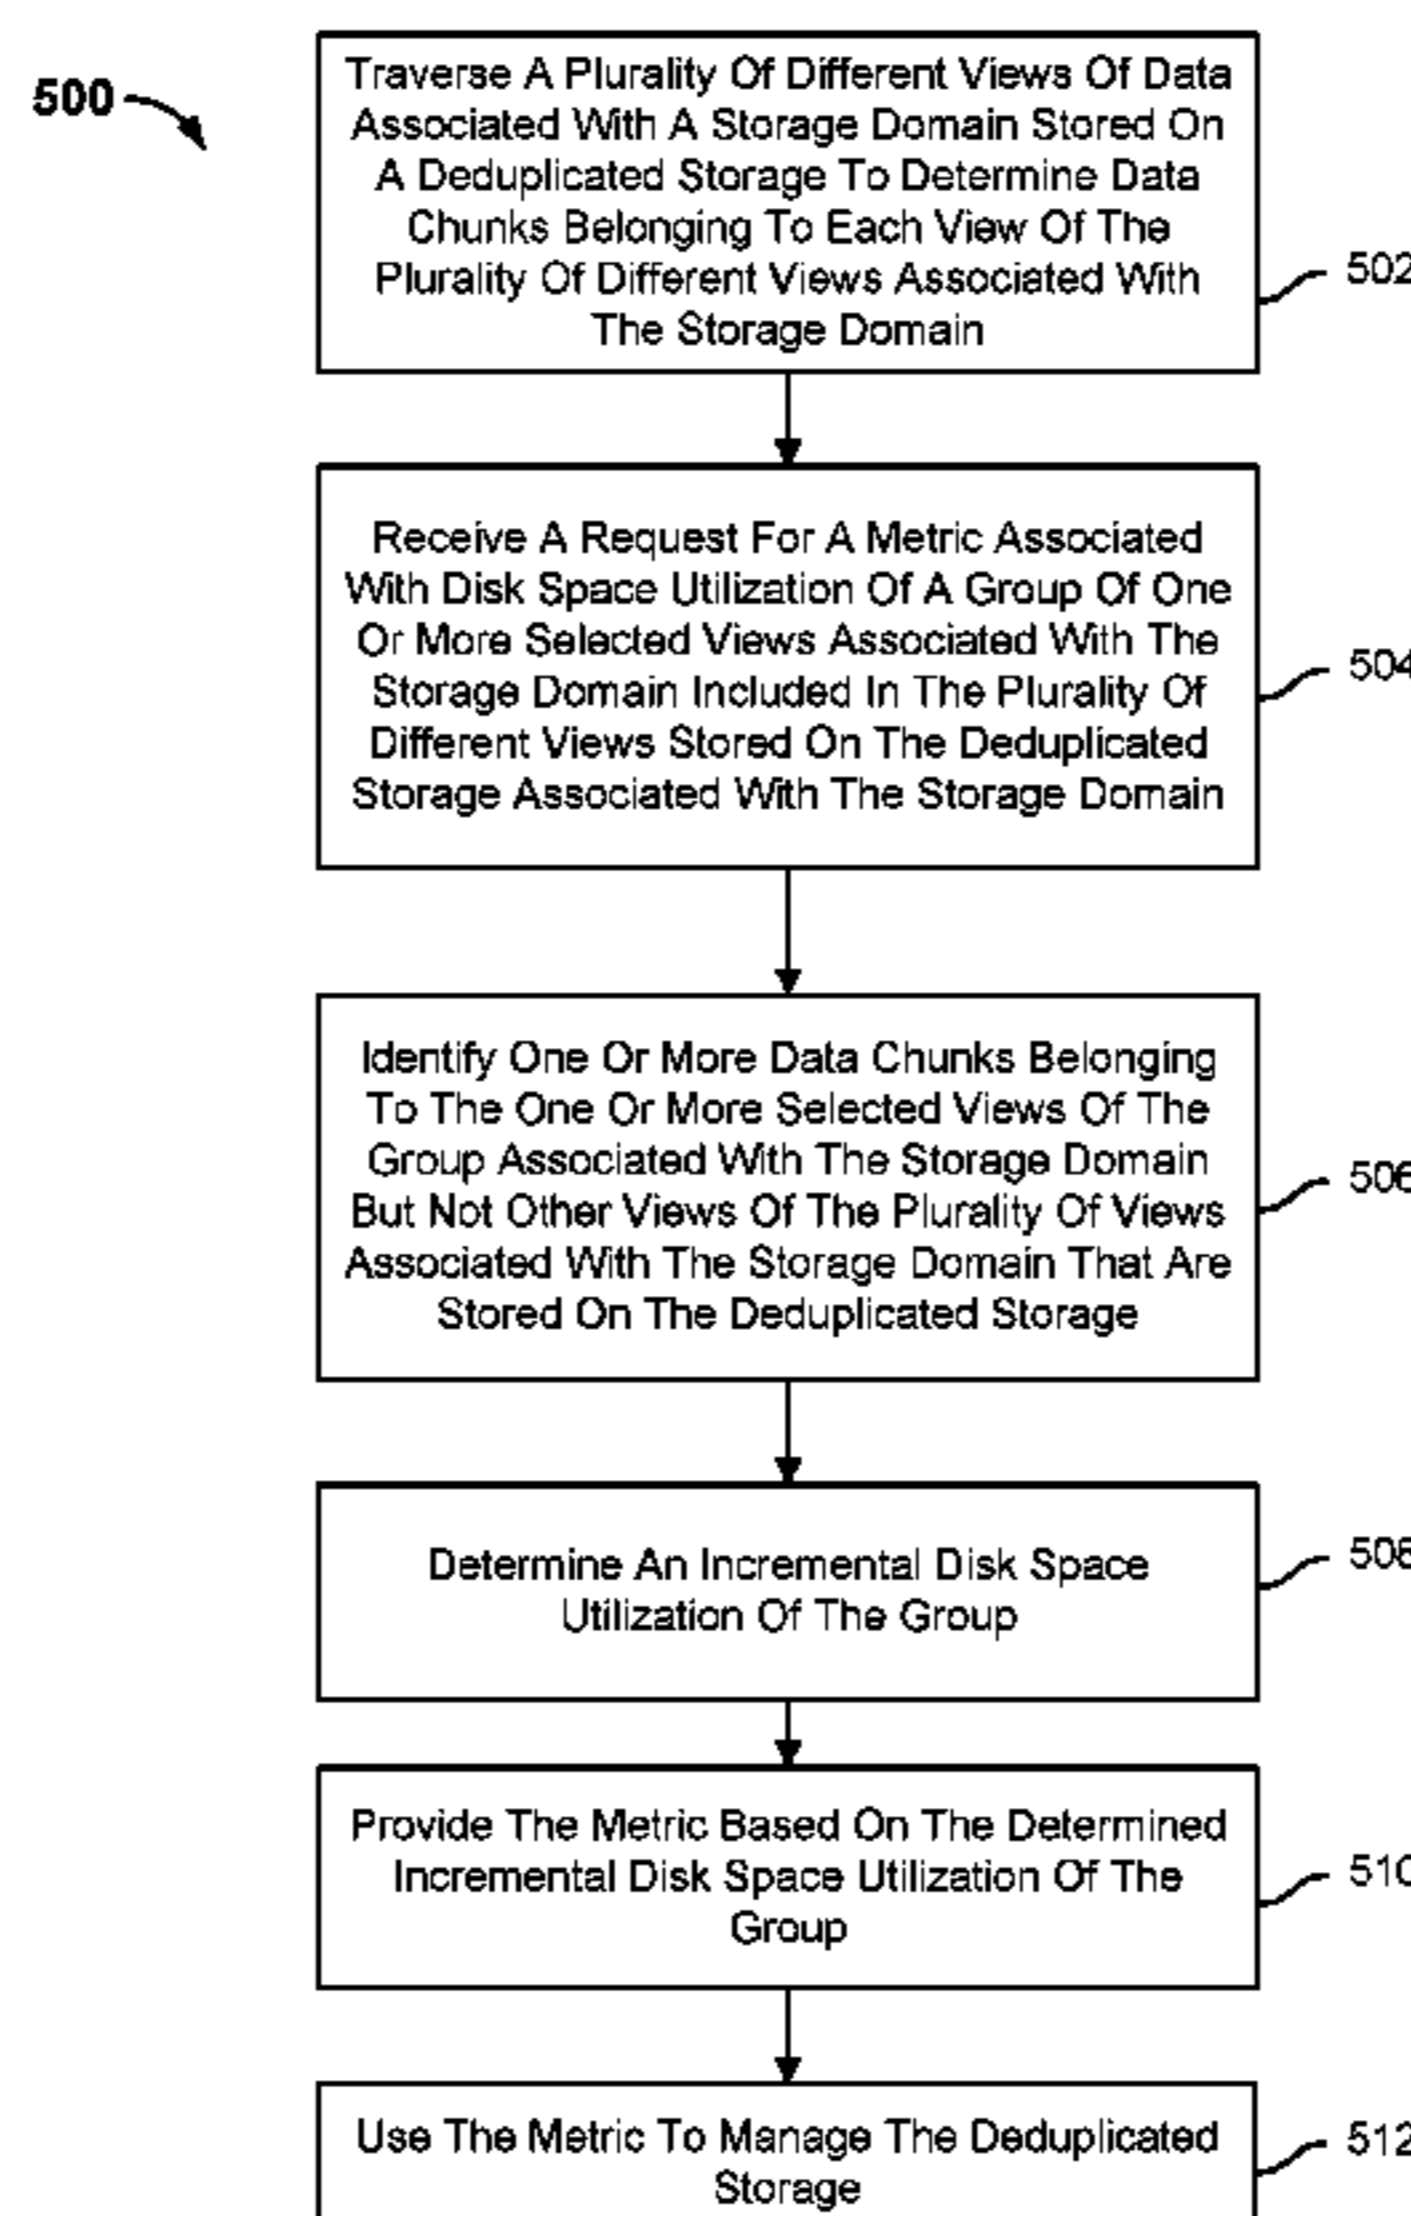 500
Traverse A Plurality Of Different Views Of Data
Associated With A Storage Domain Stored On
A Deduplicated Storage To Determine Data
Chunks Belonging To Each View Of The
Plurality Of Different Views Associated With
The Storage Domain
502
Receive A Request For A Metric Associated
With Disk Space Utilization Of A Group Of One
Or More Selected Views Associated With The
Storage Domain Included In The Plurality Of
Different Views Stored On The Deduplicated
Storage Associated With The Storage Domain
504
Identify One Or More Data Chunks Belonging
To The One Or More Selected Views Of The
Group Associated With The Storage Domain
But Not Other Views Of The Plurality Of Views
Associated With The Storage Domain That Are
Stored On The Deduplicated Storage
506
Determine An Incremental Disk Space
Utilization Of The Group
508
Provide The Metric Based On The Determined
Incremental Disk Space Utilization Of The
Group
510
Use The Metric To Manage The Deduplicated
Storage
512